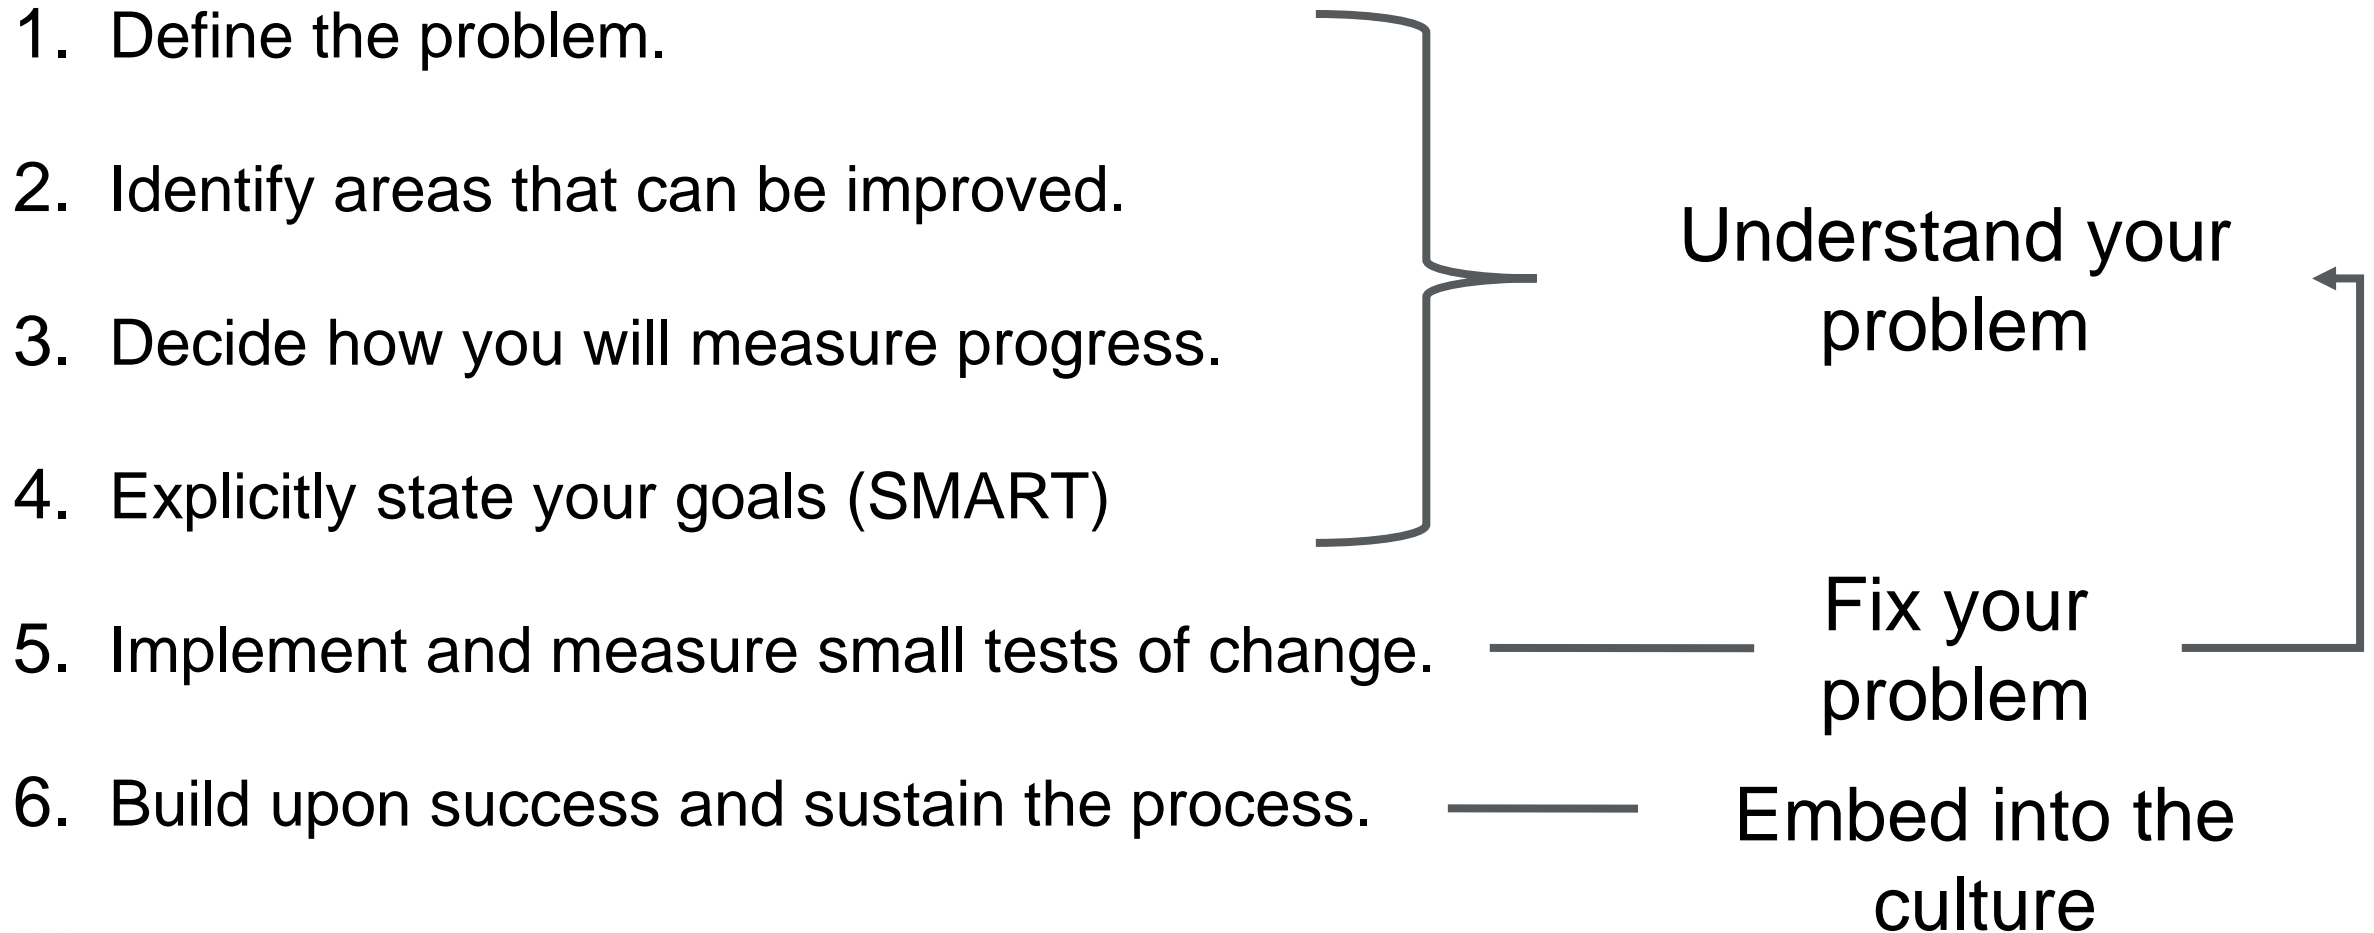 1. Define the problem.
2. Identify areas that can be improved.
3. Decide how you will measure progress.
4. Explicitly state your goals (SMART)
5. Implement and measure small tests of change.
6. Build upon success and sustain the process.
Understand your
problem
Fix your
problem
Embed into the
culture